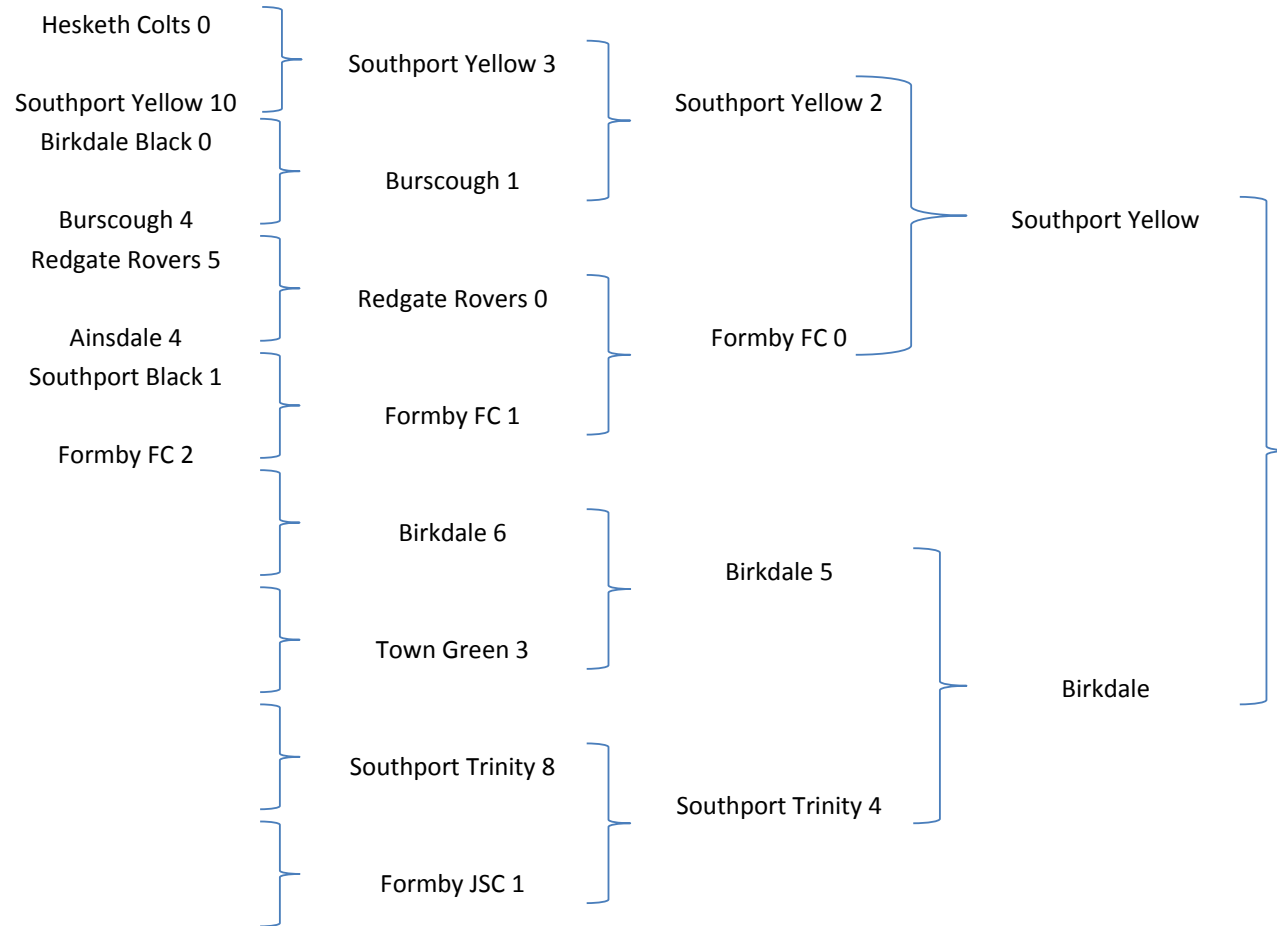 Hesketh Colts 0
Southport Yellow 10
Birkdale Black 0
Burscough 4
Redgate Rovers 5
Ainsdale 4
Southport Black 1
Formby FC 2
Southport Yellow 3
Burscough 1
Redgate Rovers 0
Formby FC 1
Birkdale 6
Town Green 3
Southport Trinity 8
Formby JSC 1
Southport Yellow 2
Formby FC 0
Birkdale 5
Southport Trinity 4
Southport Yellow
Birkdale